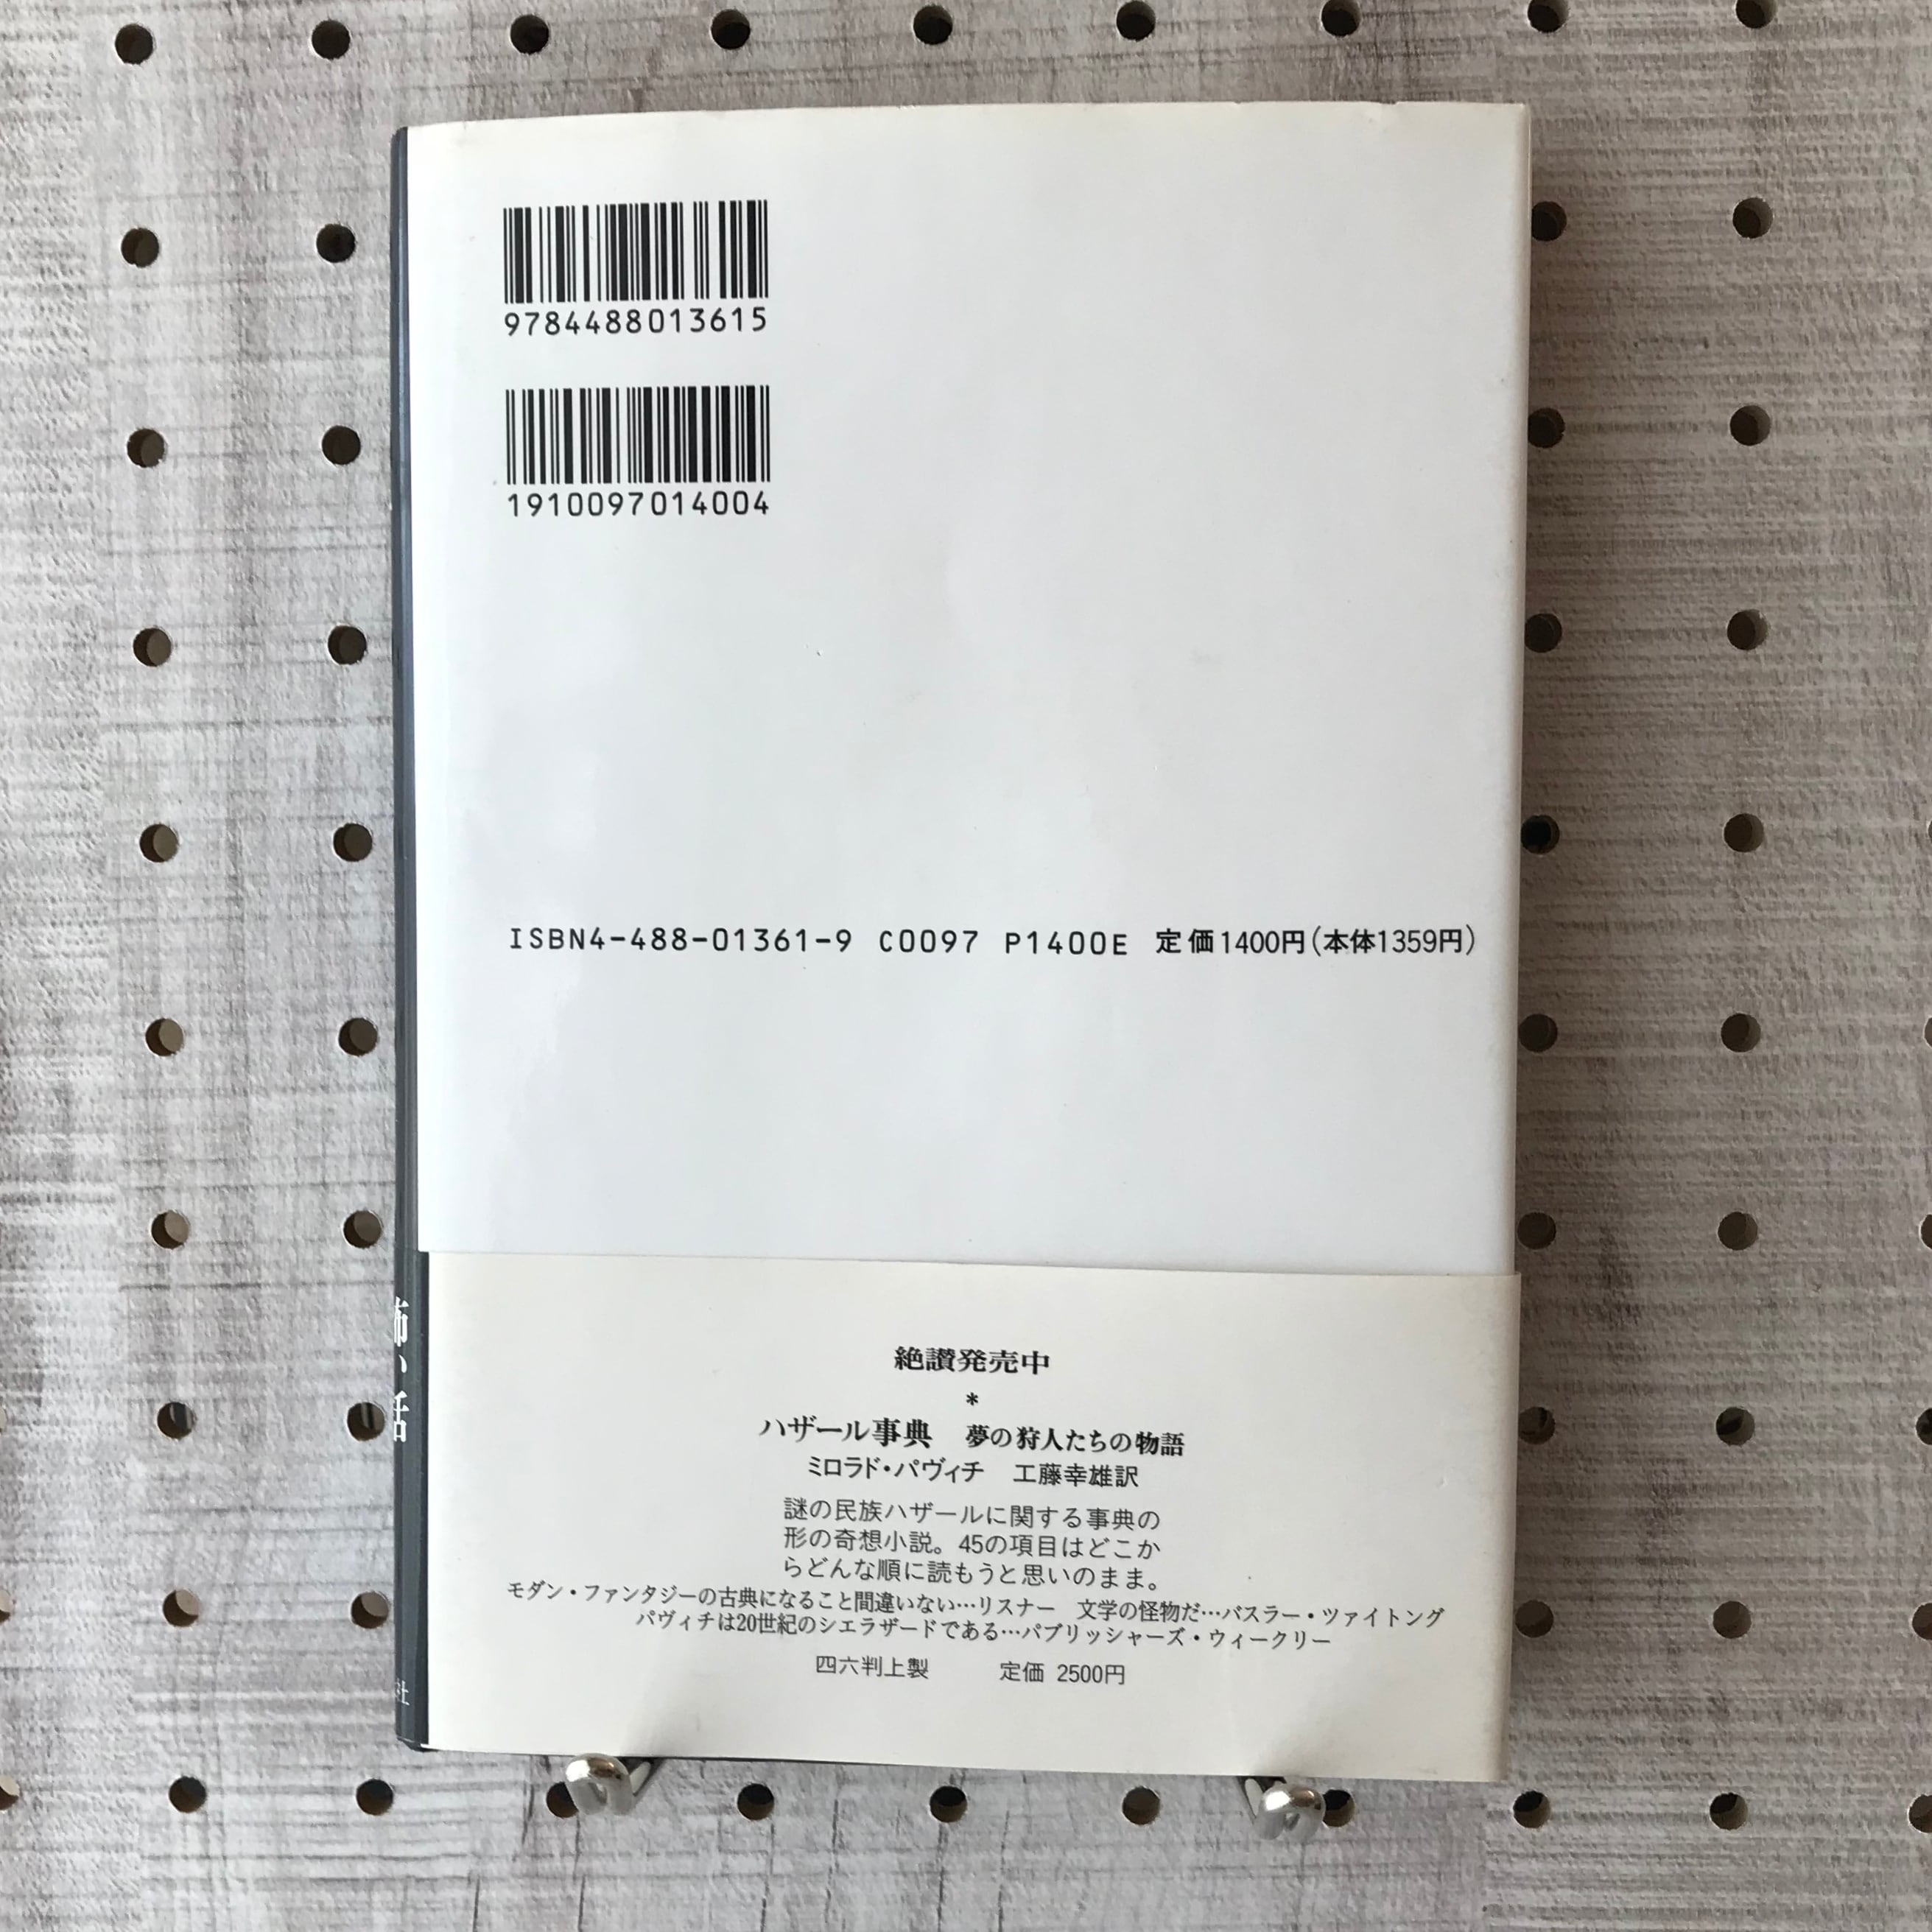 9784488013615
1910097014004
ISBN4-488-01361-9 C0097 P1400E 定価1400円(本体1359円)
怖い話
絶讃発売中
*
ハザール事典 夢の狩人たちの物語
ミロラド・パヴィチ 工藤幸雄訳
謎の民族ハザールに関する事典の
形の奇想小説。45の項目はどこか
らどんな順に読もうと思いのまま。
モダン・ファンタジーの古典になること間違いない…リスナー 文学の怪物だ…バスラー・ツァイトング
パヴィチは20世紀のシエラザードである…パブリッシャーズ・ウィークリー
四六判上製 定価 2500円